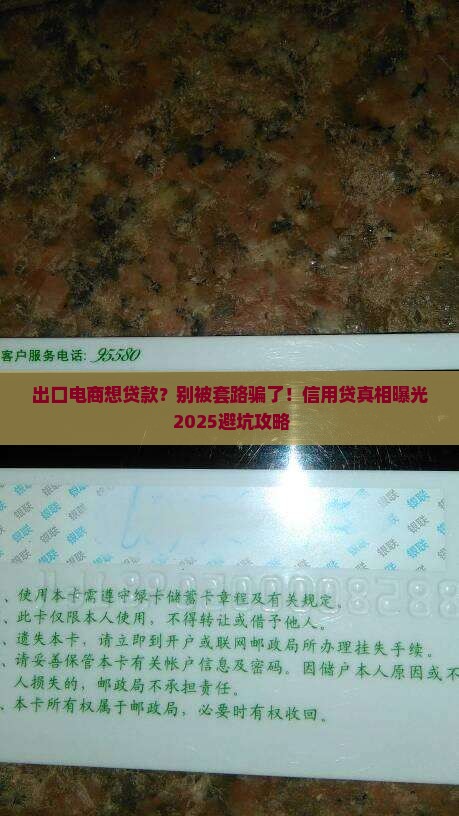 客户服务电话: 95580
出口电商想贷款？别被套路骗了！信用贷真相曝光
2025避坑攻略
银联
、使用本卡需遵守绿卡储蓄卡章程及有关规定。
、此卡仅限本人使用，不得转让或借予他人。
、遗失本卡，请立即到开户或联网邮政局所办理挂失手续。
、请妥善保管本卡有关帐户信息及密码。因储户本人原因或不
人损失的，邮政局不承担责任。
、本卡所有权属于邮政局，必要时有权收回。